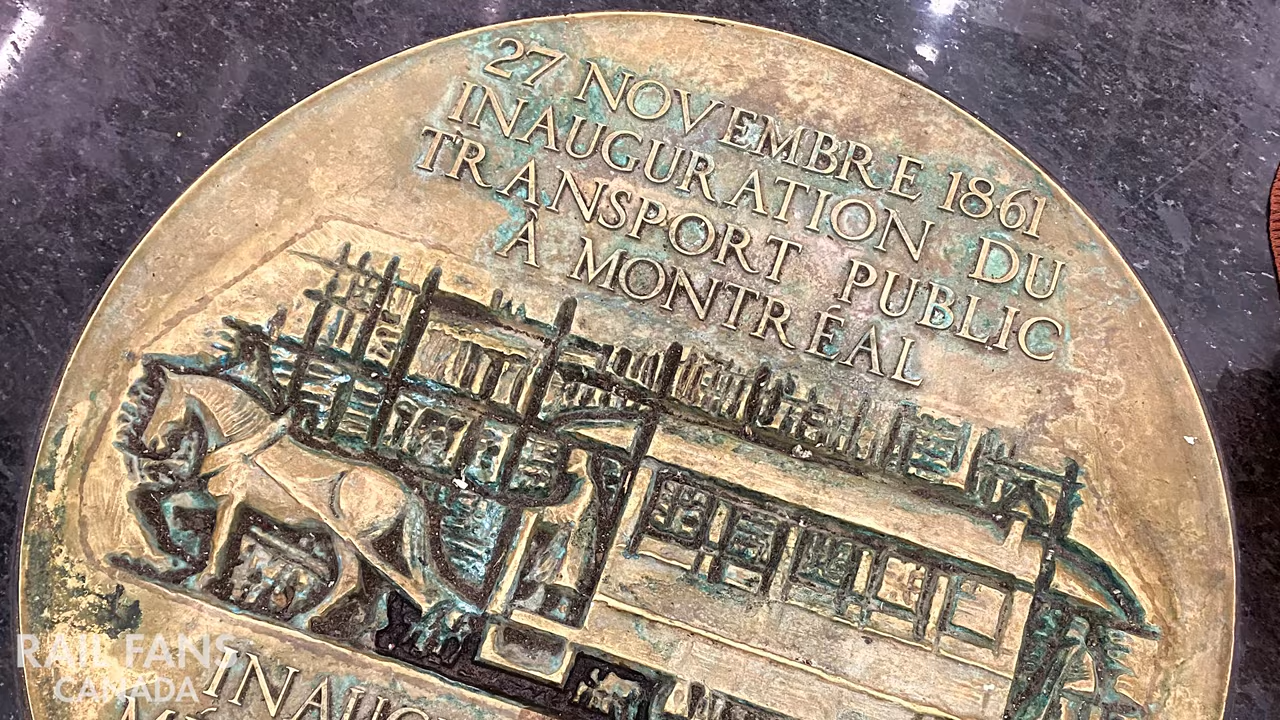 27 NOVEMBRE 1861
INAUGURATION DU
TRANSPORT PUBLIC
À MONTRÉAL
RAIL FANS
CANADA